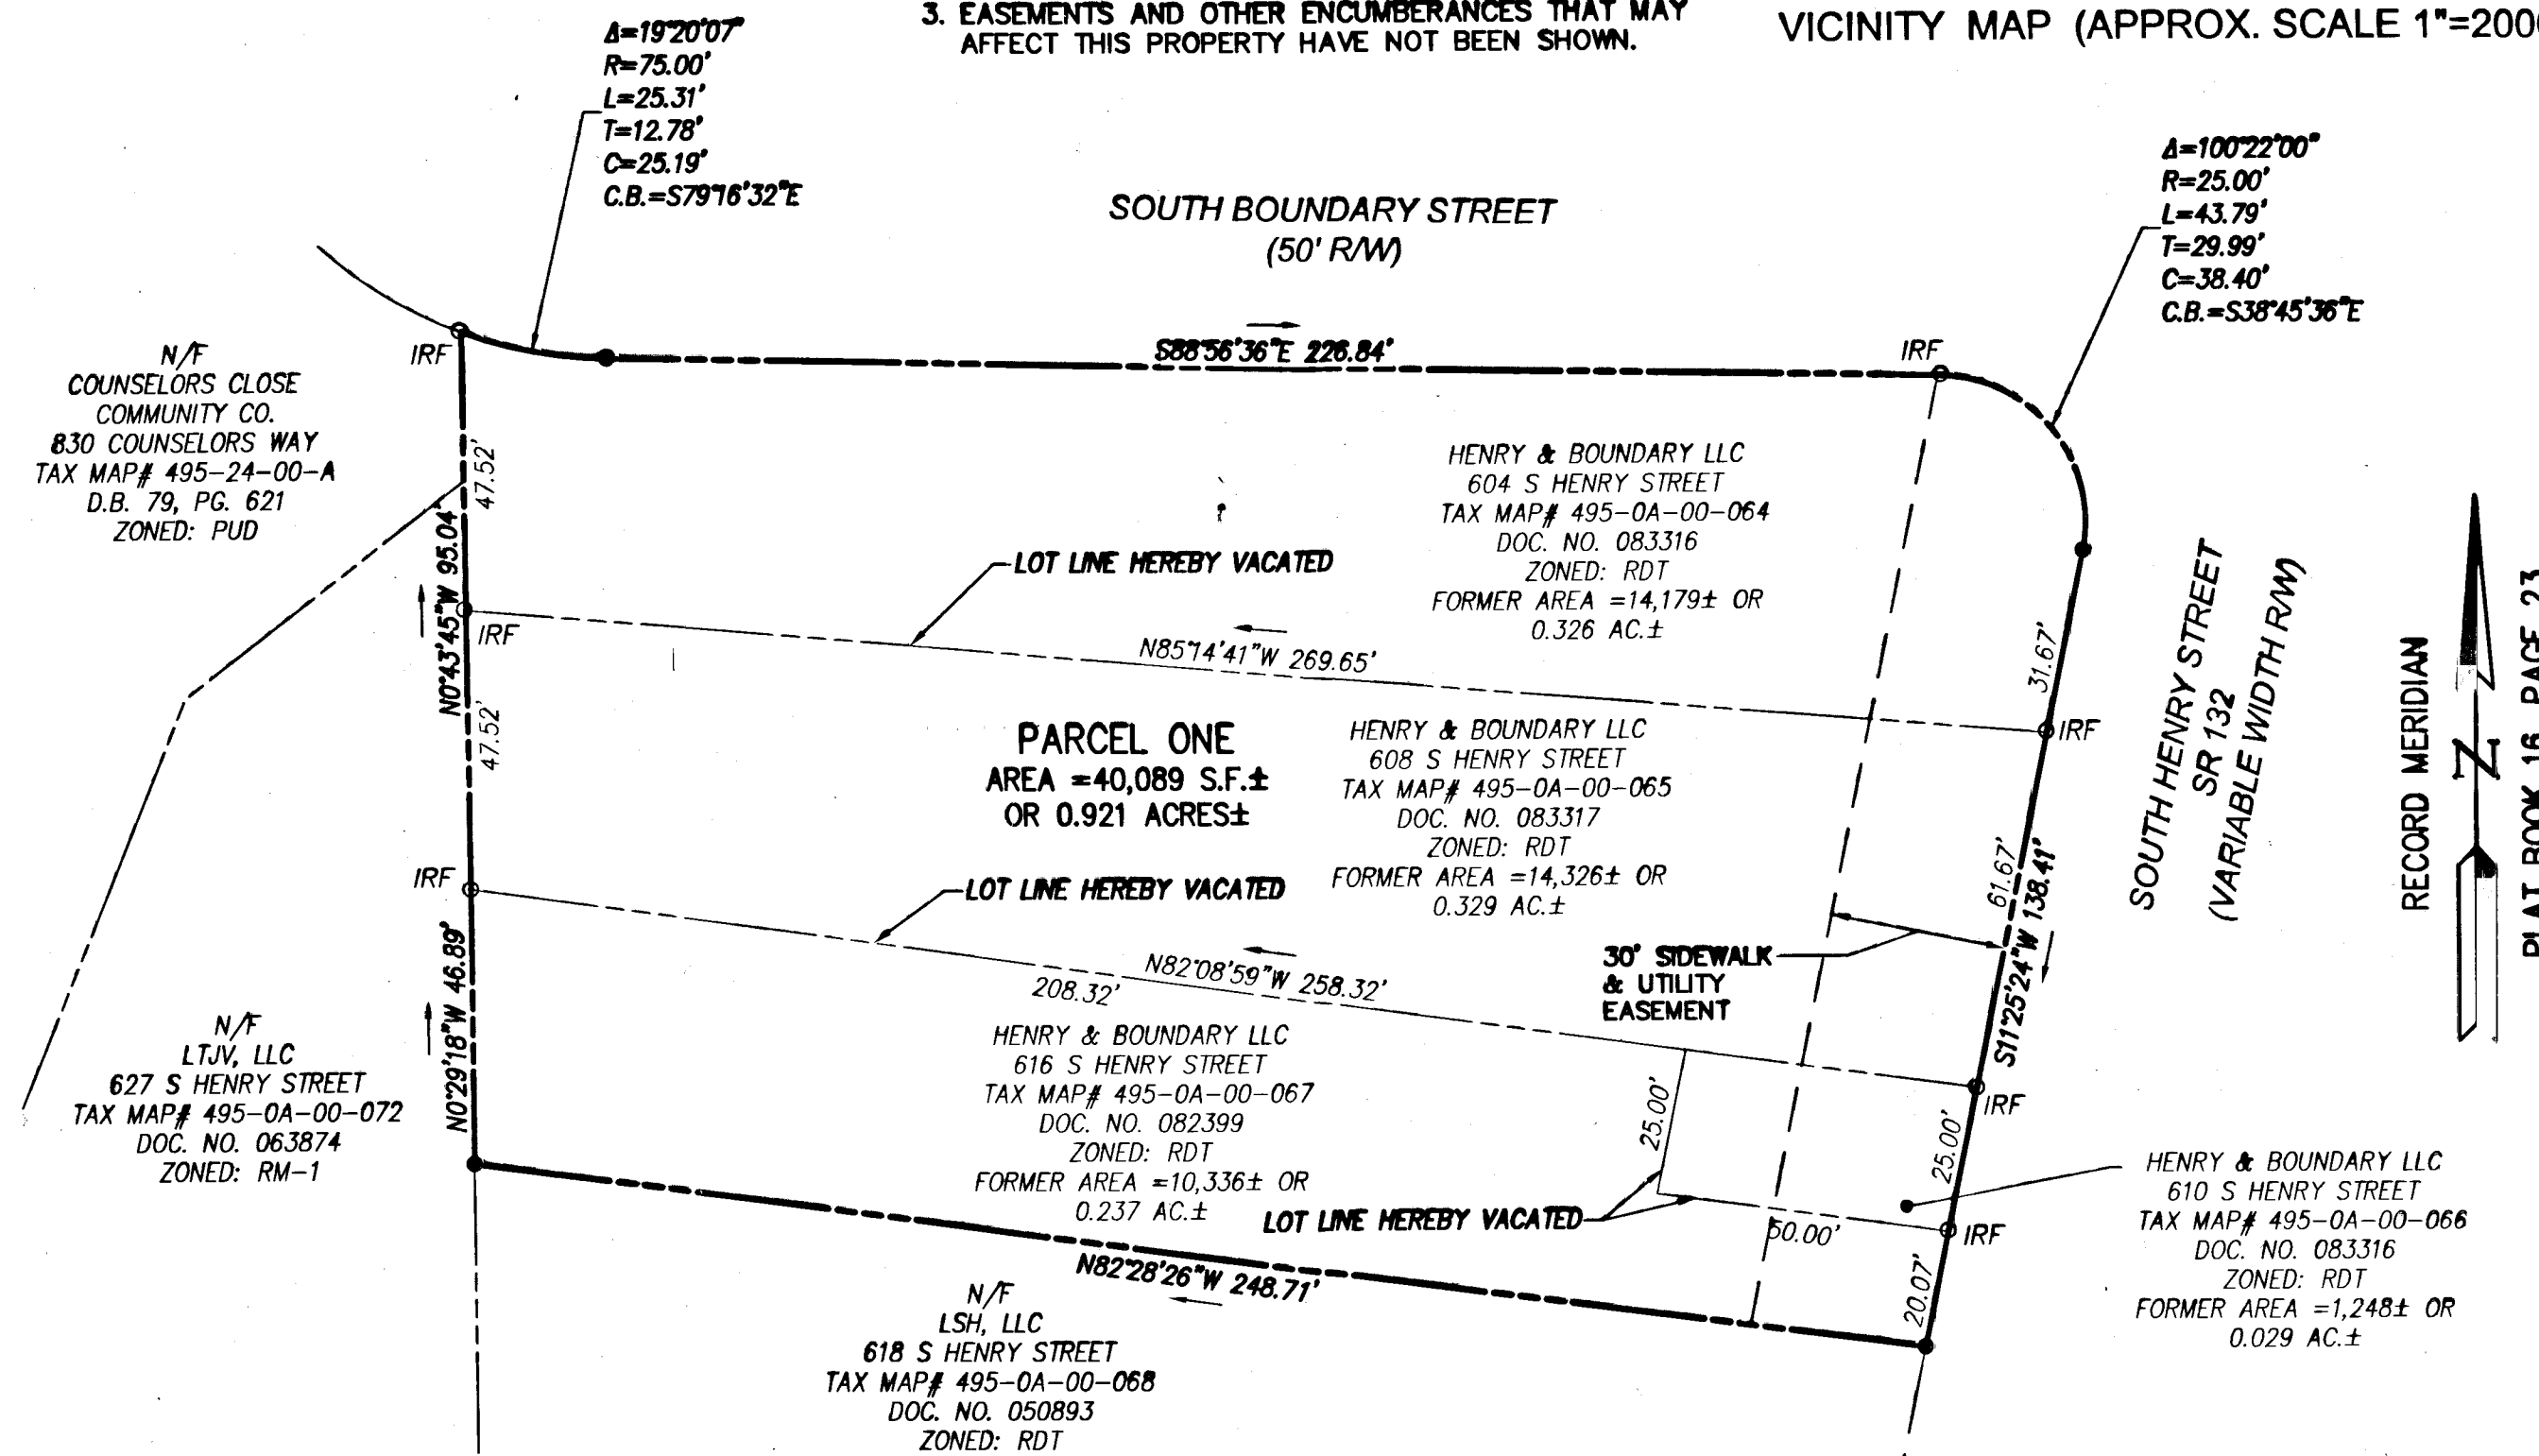 3. EASEMENTS AND OTHER ENCUMBERANCES THAT MAY
AFFECT THIS PROPERTY HAVE NOT BEEN SHOWN.
VICINITY MAP (APPROX. SCALE 1"=200
Δ=19°20'07"
R=75.00'
L=25.31'
T=12.78'
C=25.19'
C.B.=S79°16'32"E
Δ=100°22'00"
R=25.00'
L=43.79'
T=29.99'
C=38.40'
C.B.=S38°45'36"E
SOUTH BOUNDARY STREET
(50' R/W)
S88°56'36"E 226.84'
IRF
IRF
N/F
COUNSELORS CLOSE
COMMUNITY CO.
830 COUNSELORS WAY
TAX MAP# 495-24-00-A
D.B. 79, PG. 621
ZONED: PUD
47.52'
N0°43'45"W 95.04'
IRF
47.52'
HENRY & BOUNDARY LLC
604 S HENRY STREET
TAX MAP# 495-0A-00-064
DOC. NO. 083316
ZONED: RDT
FORMER AREA =14,179± OR
0.326 AC.±
LOT LINE HEREBY VACATED
N85°14'41"W 269.65'
31.67'
IRF
SOUTH HENRY STREET
SR 132
(VARIABLE WIDTH R/W)
RECORD MERIDIAN
N
PLAT BOOK 16 PAGE 23
PARCEL ONE
AREA =40,089 S.F.±
OR 0.921 ACRES±
HENRY & BOUNDARY LLC
608 S HENRY STREET
TAX MAP# 495-0A-00-065
DOC. NO. 083317
ZONED: RDT
FORMER AREA =14,326± OR
0.329 AC.±
61.67'
S11°25'24"W 138.41'
IRF
LOT LINE HEREBY VACATED
30' SIDEWALK
& UTILITY
EASEMENT
N82°08'59"W 258.32'
208.32'
N0°29'18"W 46.89'
N/F
LTJV, LLC
627 S HENRY STREET
TAX MAP# 495-0A-00-072
DOC. NO. 063874
ZONED: RM-1
HENRY & BOUNDARY LLC
616 S HENRY STREET
TAX MAP# 495-0A-00-067
DOC. NO. 082399
ZONED: RDT
FORMER AREA =10,336± OR
0.237 AC.±
25.00'
IRF
25.00'
LOT LINE HEREBY VACATED
50.00'
IRF
20.07'
HENRY & BOUNDARY LLC
610 S HENRY STREET
TAX MAP# 495-0A-00-066
DOC. NO. 083316
ZONED: RDT
FORMER AREA =1,248± OR
0.029 AC.±
N82°28'26"W 248.71'
N/F
LSH, LLC
618 S HENRY STREET
TAX MAP# 495-0A-00-068
DOC. NO. 050893
ZONED: RDT